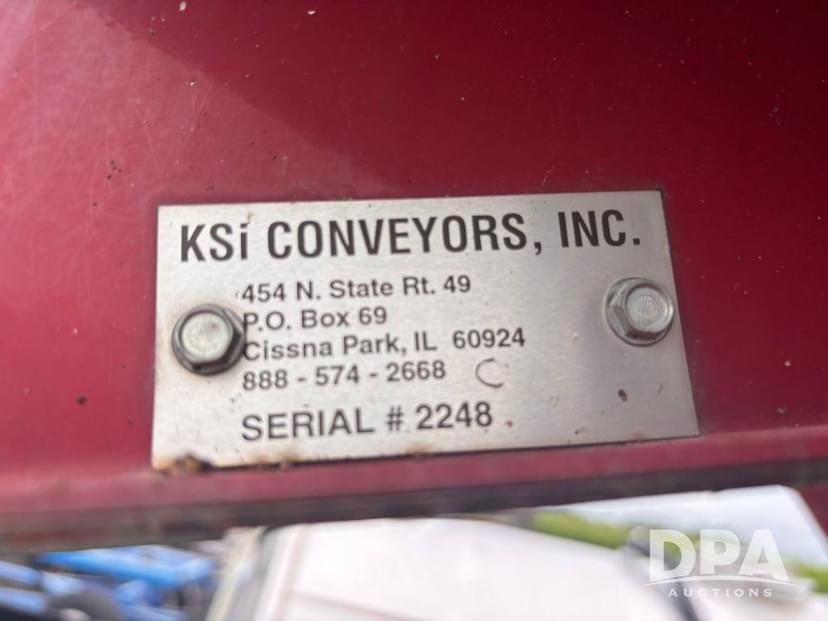 KSi CONVEYORS, INC.
454 N. State Rt. 49
P.O. Box 69
Cissna Park, IL 60924
888 - 574 - 2668
SERIAL # 2248
DPA
AUCTIONS